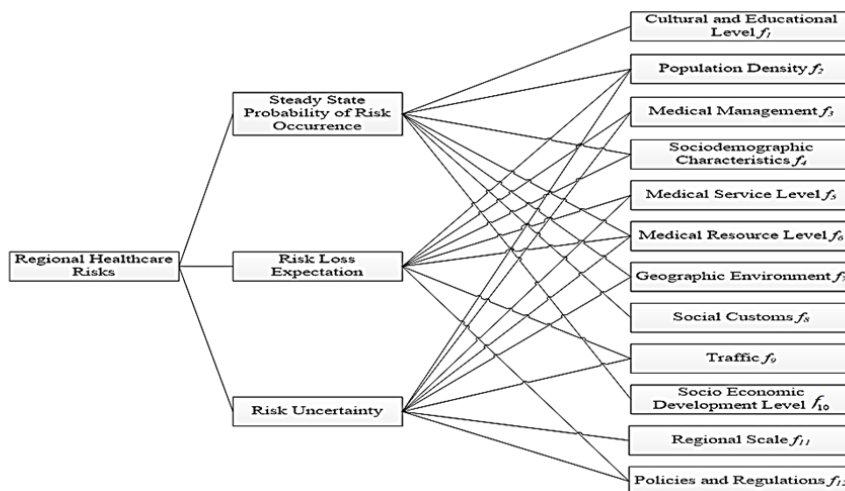 Regional Healthcare
Risks
Steady State
Probability of Risk
Occurrence
Risk Loss
Expectation
Risk Uncertainty
Cultural and Educational
Level f1
Population Density f2
Medical Management f3
Sociodemographic
Characteristics f4
Medical Service Level f5
Medical Resource Level f6
Geographic Environment f7
Social Customs f8
Traffic f9
Socio Economic
Development Level f10
Regional Scale f11
Policies and Regulations f12